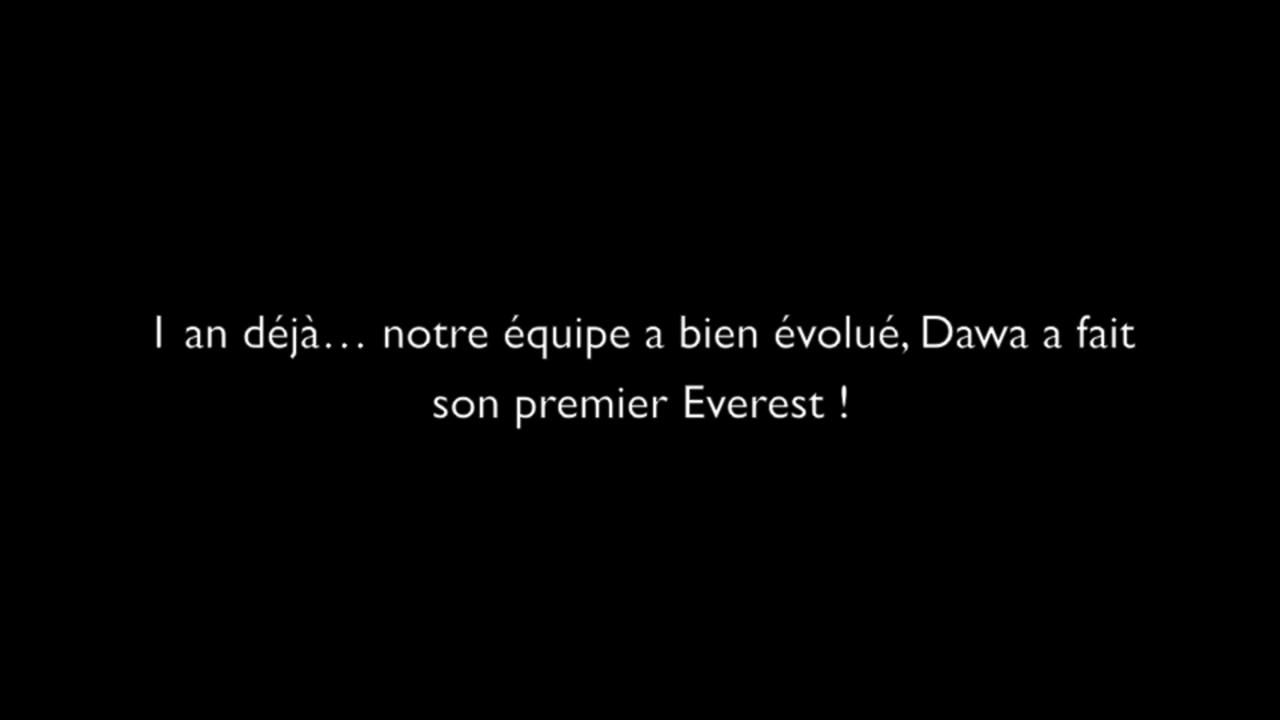 1 an déjà… notre équipe a bien évolué, Dawa a fait
son premier Everest !